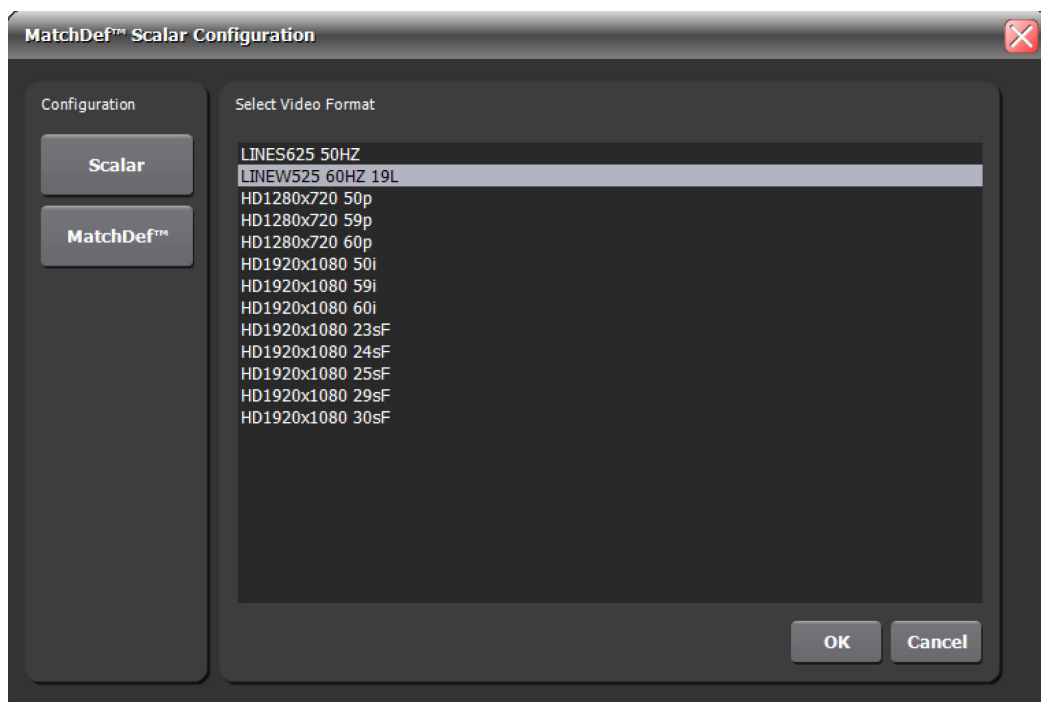 MatchDef™ Scalar Configuration
Configuration
Scalar
MatchDef™
Select Video Format
LINES625 50HZ
LINEW525 60HZ 19L
HD1280x720 50p
HD1280x720 59p
HD1280x720 60p
HD1920x1080 50i
HD1920x1080 59i
HD1920x1080 60i
HD1920x1080 23sF
HD1920x1080 24sF
HD1920x1080 25sF
HD1920x1080 29sF
HD1920x1080 30sF
OK Cancel